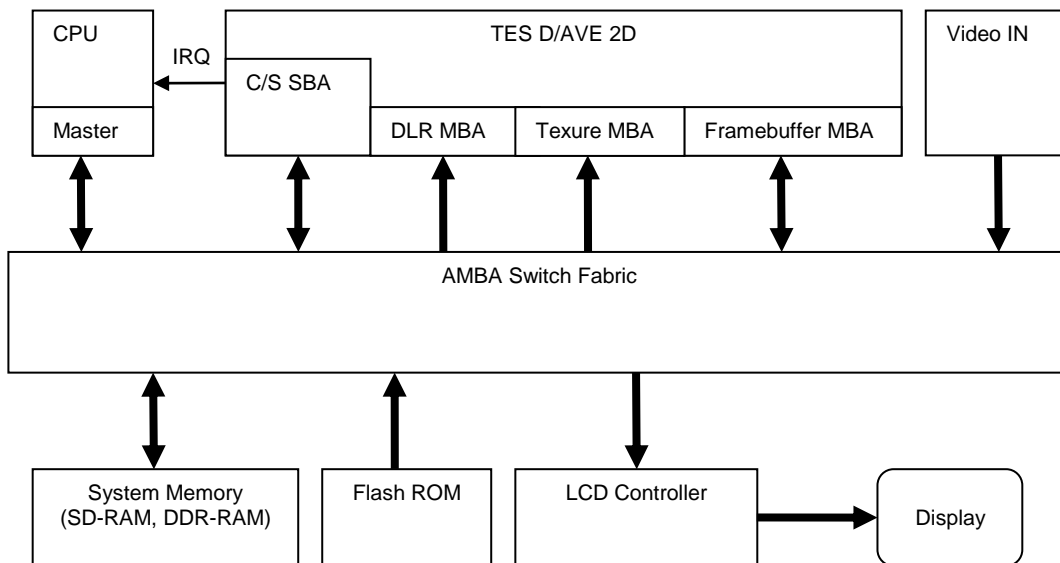 CPU
TES D/AVE 2D
Video IN
IRQ
C/S SBA
Master
DLR MBA
Texure MBA
Framebuffer MBA
AMBA Switch Fabric
System Memory
(SD-RAM, DDR-RAM)
Flash ROM
LCD Controller
Display